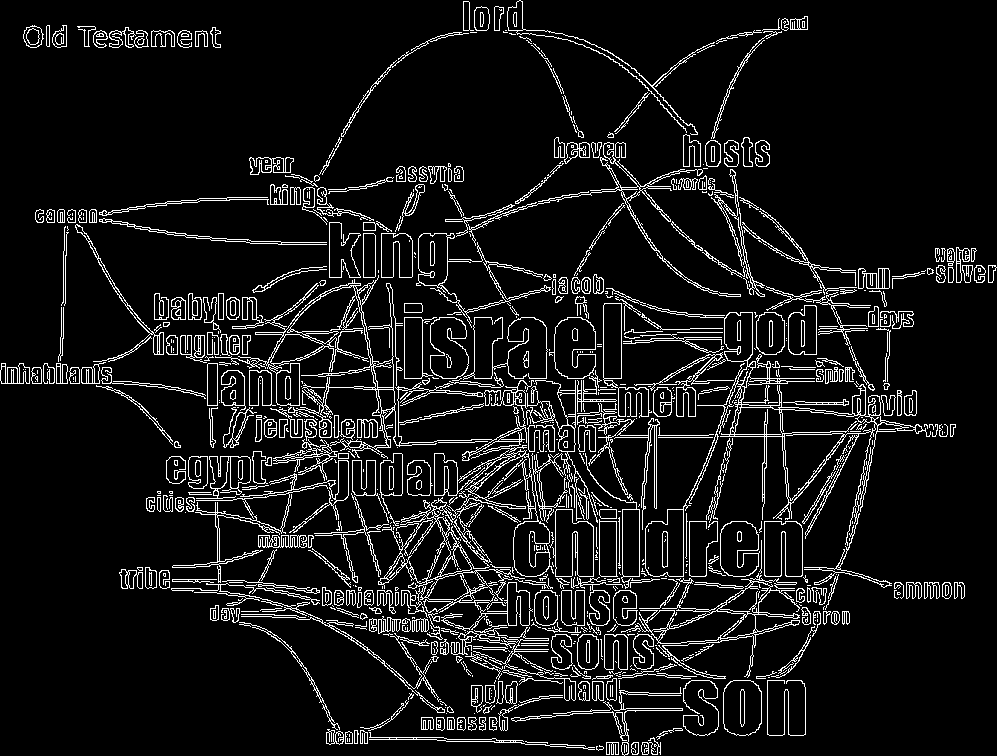 lord
end
Old Testament
heaven
hosts
year
assyria
words
kings
canaan
king
water
silver
full
jacob
babylon
days
god
israel
daughter
inhabitants
spirit
land
moab
men
david
jerusalem
war
man
egypt
judah
cities
manner
children
tribe
ammon
benjamin
city
house
day
aaron
ephraim
saul
sons
gold
hand
son
manasseh
death
moses